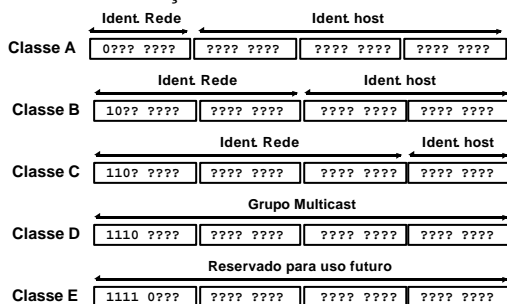 Ident. Rede Ident. host
Classe A 0??? ???? ???? ???? ???? ???? ???? ????
Ident. Rede Ident. host
Classe B 10?? ???? ???? ???? ???? ???? ???? ????
Ident. Rede Ident. host
Classe C 110? ???? ???? ???? ???? ???? ???? ????
Grupo Multicast
Classe D 1110 ???? ???? ???? ???? ???? ???? ????
Reservado para uso futuro
Classe E 1111 0??? ???? ???? ???? ???? ???? ????